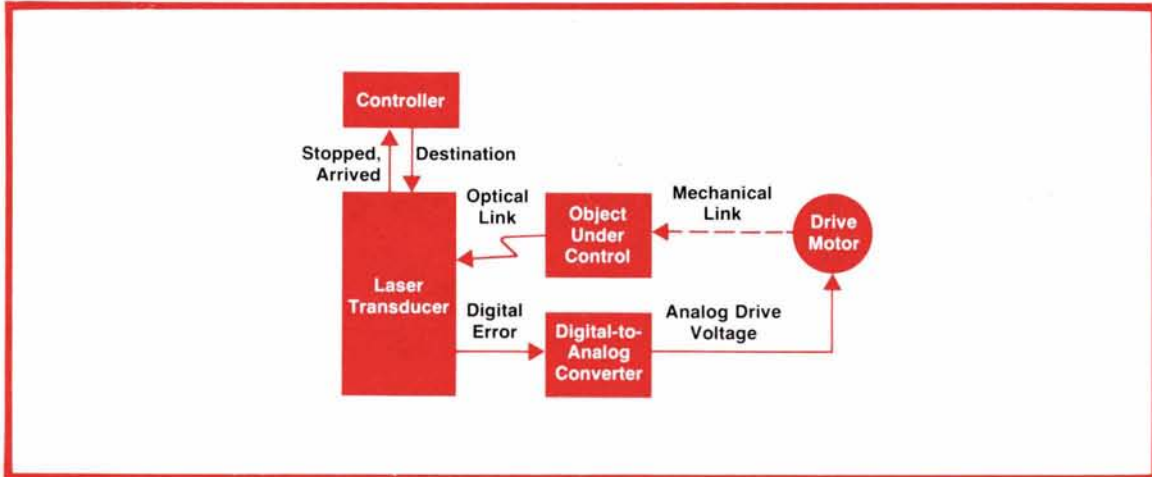 Controller
Stopped,
Arrived
Destination
Optical
Link
Object
Under
Control
Mechanical
Link
Drive
Motor
Laser
Transducer
Digital
Error
Digital-to-
Analog
Converter
Analog Drive
Voltage